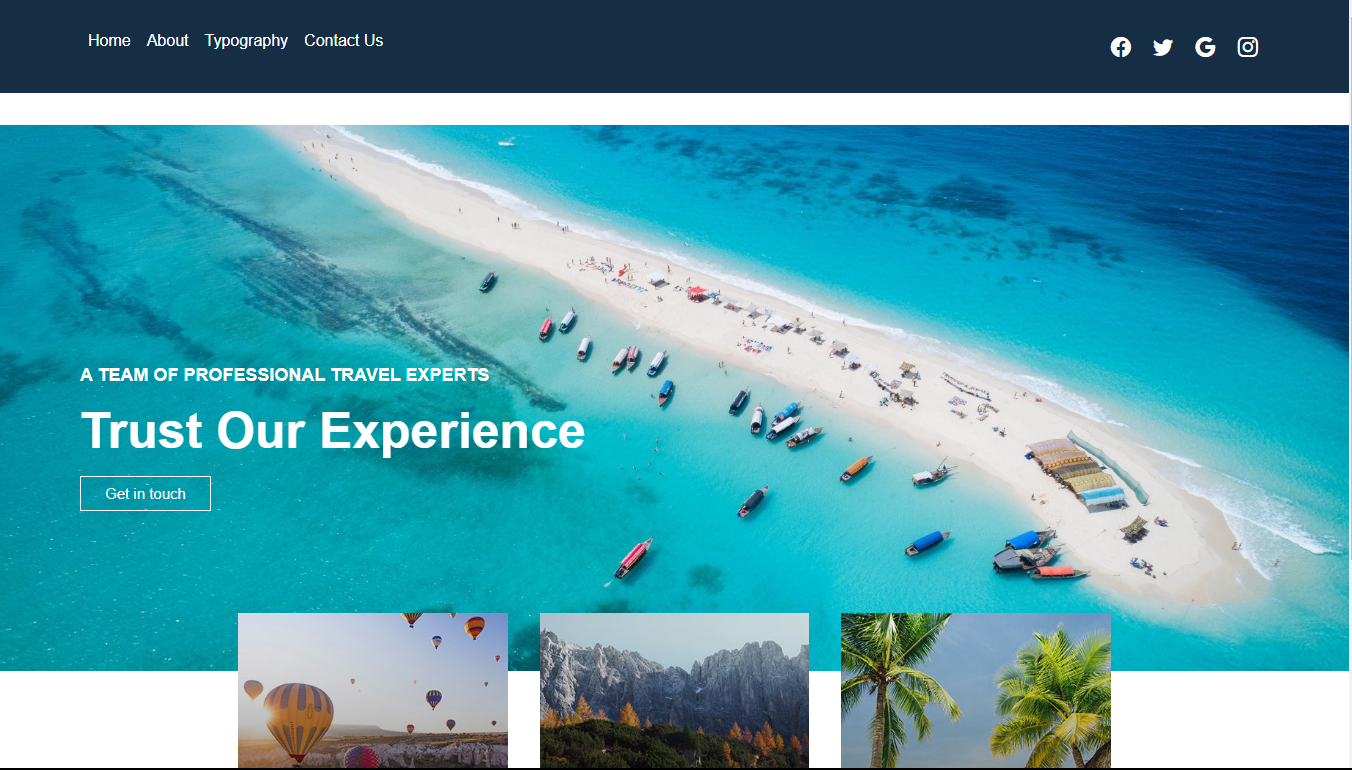 Home About Typography Contact Us
A TEAM OF PROFESSIONAL TRAVEL EXPERTS
Trust Our Experience
Get in touch